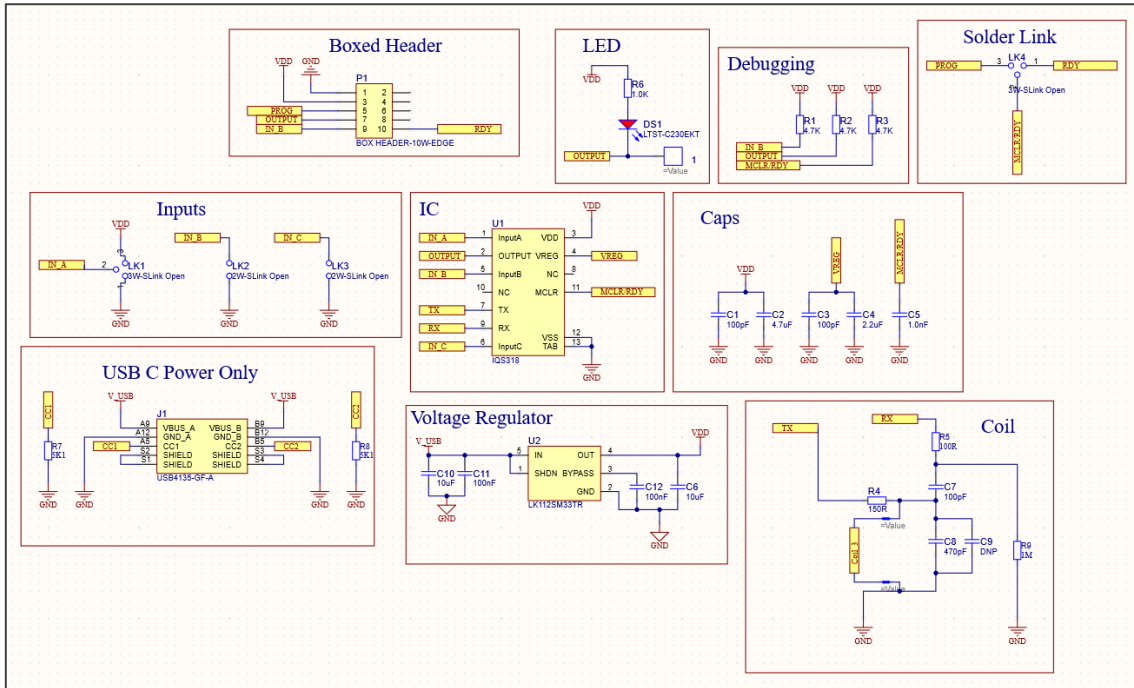 Boxed Header
VDD
GND
P1
1 2
3 4
PROG 5 6
OUTPUT 7 8
IN_B 9 10 RDY
BOX HEADER-10W-EDGE
LED
VDD
R6
1.0K
DS1
LTST-C230EKT
OUTPUT
1
=Value
Debugging
VDD VDD VDD
R1 R2 R3
4.7K 4.7K 4.7K
IN_B
OUTPUT
MCLR/RDY
Solder Link
LK4
PROG 3 1 RDY
2
3W-SLink Open
MCLR/RDY
Inputs
VDD IN_B IN_C
3
IN_A 2 LK1 LK2 LK3
3W-SLink Open 2W-SLink Open 2W-SLink Open
1
GND GND GND
IC
VDD
U1
IN_A 1 InputA VDD 3
OUTPUT 2 OUTPUT VREG 4 VREG
IN_B 5 InputB NC 8
10 NC MCLR 11 MCLR/RDY
TX 7 TX
RX 9 RX VSS 12
IN_C 6 InputC TAB 13
IQS318
GND
Caps
VDD VREG MCLR/RDY
C1 C2 C3 C4 C5
100pF 4.7uF 100pF 2.2uF 1.0nF
GND GND GND GND GND
USB C Power Only
V_USB V_USB
CC1 J1 CC2
A9 VBUS_A VBUS_B B9
A12 GND_A GND_B B12
CC1 A5 CC1 CC2 B5 CC2
S2 SHIELD SHIELD S3
S1 SHIELD SHIELD S4
USB4135-GF-A
R7 R8
5K1 5K1
GND GND GND GND
Voltage Regulator
V_USB U2 VDD
5 IN OUT 4
1 SHDN BYPASS 3
GND 2
LK112SM33TR
C10 C11 C12 C6
10uF 100nF 100nF 10uF
GND GND
Coil
RX
TX
R5
100R
C7
100pF
R4
150R
=Value
C8 C9 R9
470pF DNP 1M
Coil_3
=Value
GND GND